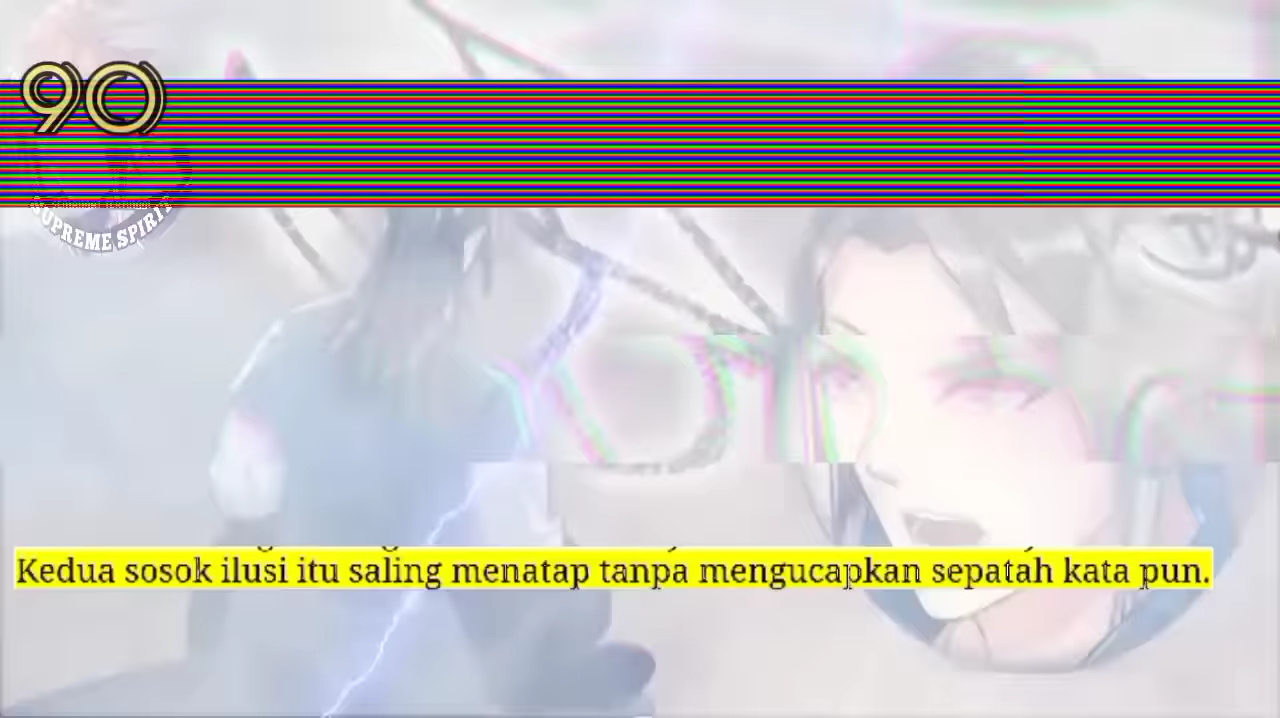 90
SUPREME SPIRIT
Kedua sosok ilusi itu saling menatap tanpa mengucapkan sepatah kata pun.